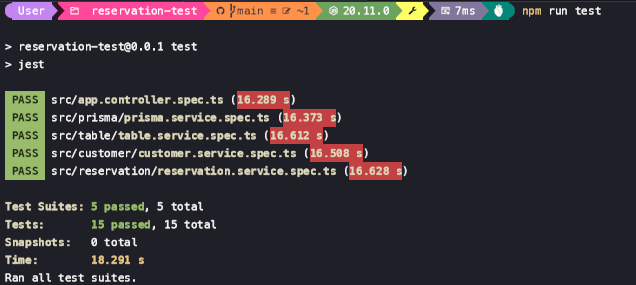 User reservation-test main ≡ ~1 20.11.0 7ms npm run test
> reservation-test@0.0.1 test
> jest
PASS src/app.controller.spec.ts (16.289 s)
PASS src/prisma/prisma.service.spec.ts (16.373 s)
PASS src/table/table.service.spec.ts (16.612 s)
PASS src/customer/customer.service.spec.ts (16.508 s)
PASS src/reservation/reservation.service.spec.ts (16.628 s)
Test Suites: 5 passed, 5 total
Tests: 15 passed, 15 total
Snapshots: 0 total
Time: 18.291 s
Ran all test suites.